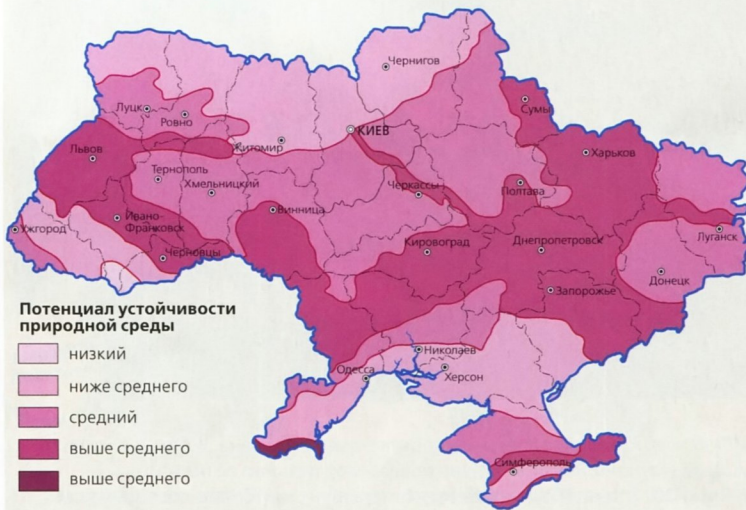 Чернигов
Луцк
Ровно
Сумы
КИЕВ
Житомир
Львов
Харьков
Тернополь
Хмельницкий
Черкассы
Полтава
Винница
Ивано-
Франковск
Ужгород
Луганск
Кировоград
Днепропетровск
Черновцы
Донецк
Запорожье
Потенциал устойчивости
природной среды
низкий
ниже среднего
средний
выше среднего
выше среднего
Николаев
Одесса
Херсон
Симферополь